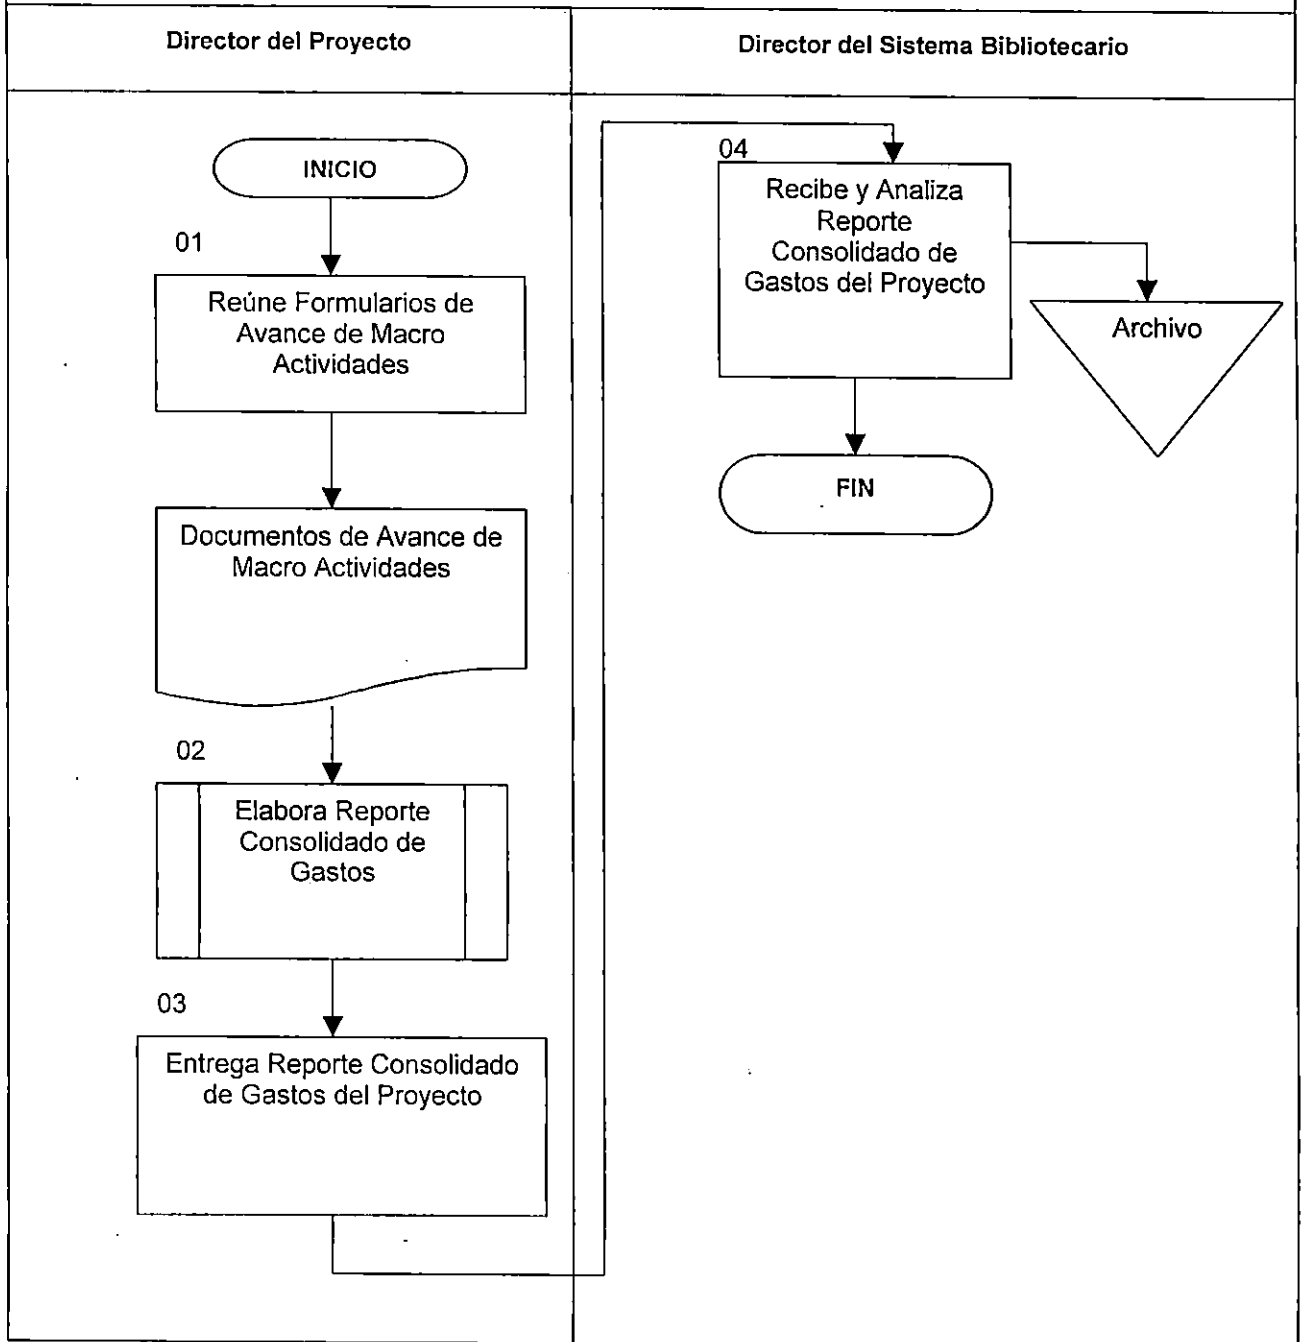 Director del Proyecto
Director del Sistema Bibliotecario
INICIO
01
Reúne Formularios de
Avance de Macro
Actividades
Documentos de Avance de
Macro Actividades
02
Elabora Reporte
Consolidado de
Gastos
03
Entrega Reporte Consolidado
de Gastos del Proyecto
04
Recibe y Analiza
Reporte
Consolidado de
Gastos del Proyecto
Archivo
FIN